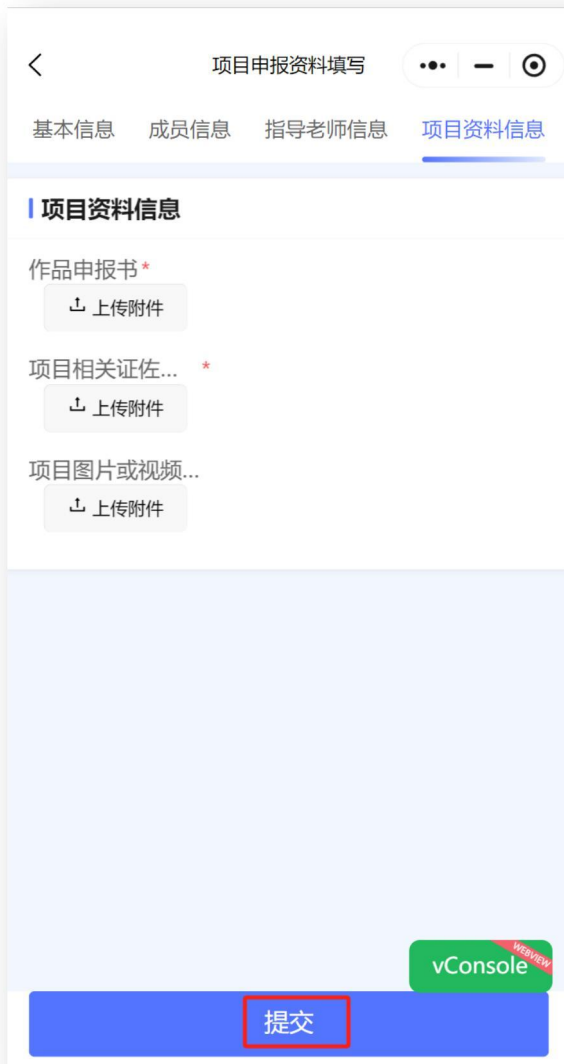 项目申报资料填写
基本信息 成员信息 指导老师信息 项目资料信息
项目资料信息
作品申报书*
上传附件
项目相关证佐... *
上传附件
项目图片或视频...
上传附件
WEBVIEW
vConsole
提交